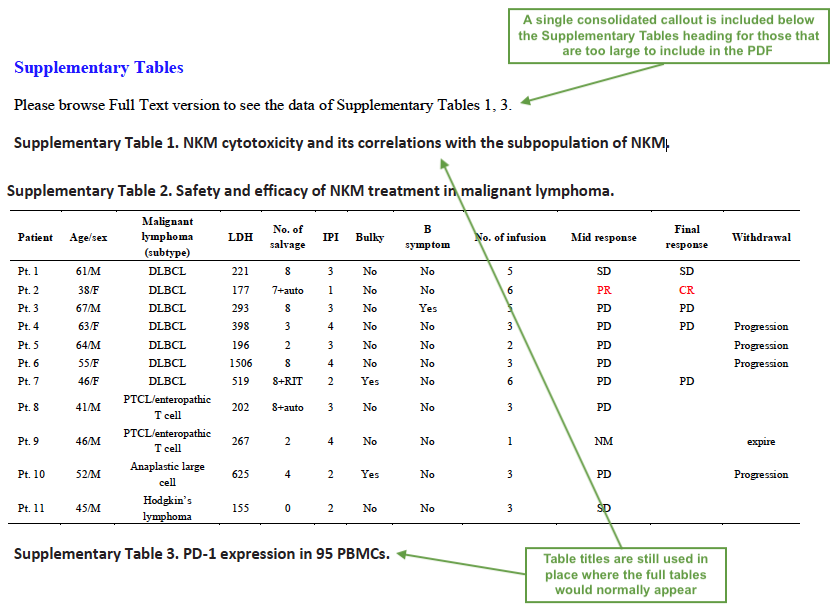 A single consolidated callout is included below
the Supplementary Tables heading for those that
are too large to include in the PDF
Supplementary Tables
Please browse Full Text version to see the data of Supplementary Tables 1, 3.
Supplementary Table 1. NKM cytotoxicity and its correlations with the subpopulation of NKM.
Supplementary Table 2. Safety and efficacy of NKM treatment in malignant lymphoma.
Patient Age/sex Malignant lymphoma (subtype) LDH No. of salvage IPI Bulky B symptom No. of infusion Mid response Final response Withdrawal
Pt. 1 61/M DLBCL 221 8 3 No No 5 SD SD
Pt. 2 38/F DLBCL 177 7+auto 1 No No 6 PR CR
Pt. 3 67/M DLBCL 293 8 3 No Yes 5 PD PD
Pt. 4 63/F DLBCL 398 3 4 No No 3 PD PD Progression
Pt. 5 64/M DLBCL 196 2 3 No No 2 PD Progression
Pt. 6 55/F DLBCL 1506 8 4 No No 3 PD Progression
Pt. 7 46/F DLBCL 519 8+RIT 2 Yes No 6 PD PD
Pt. 8 41/M PTCL/enteropathic T cell 202 8+auto 3 No No 3 PD
Pt. 9 46/M PTCL/enteropathic T cell 267 2 4 No No 1 NM expire
Pt. 10 52/M Anaplastic large cell 625 4 2 Yes No 3 PD Progression
Pt. 11 45/M Hodgkin's lymphoma 155 0 2 No No 3 SD
Supplementary Table 3. PD-1 expression in 95 PBMCs.
Table titles are still used in
place where the full tables
would normally appear